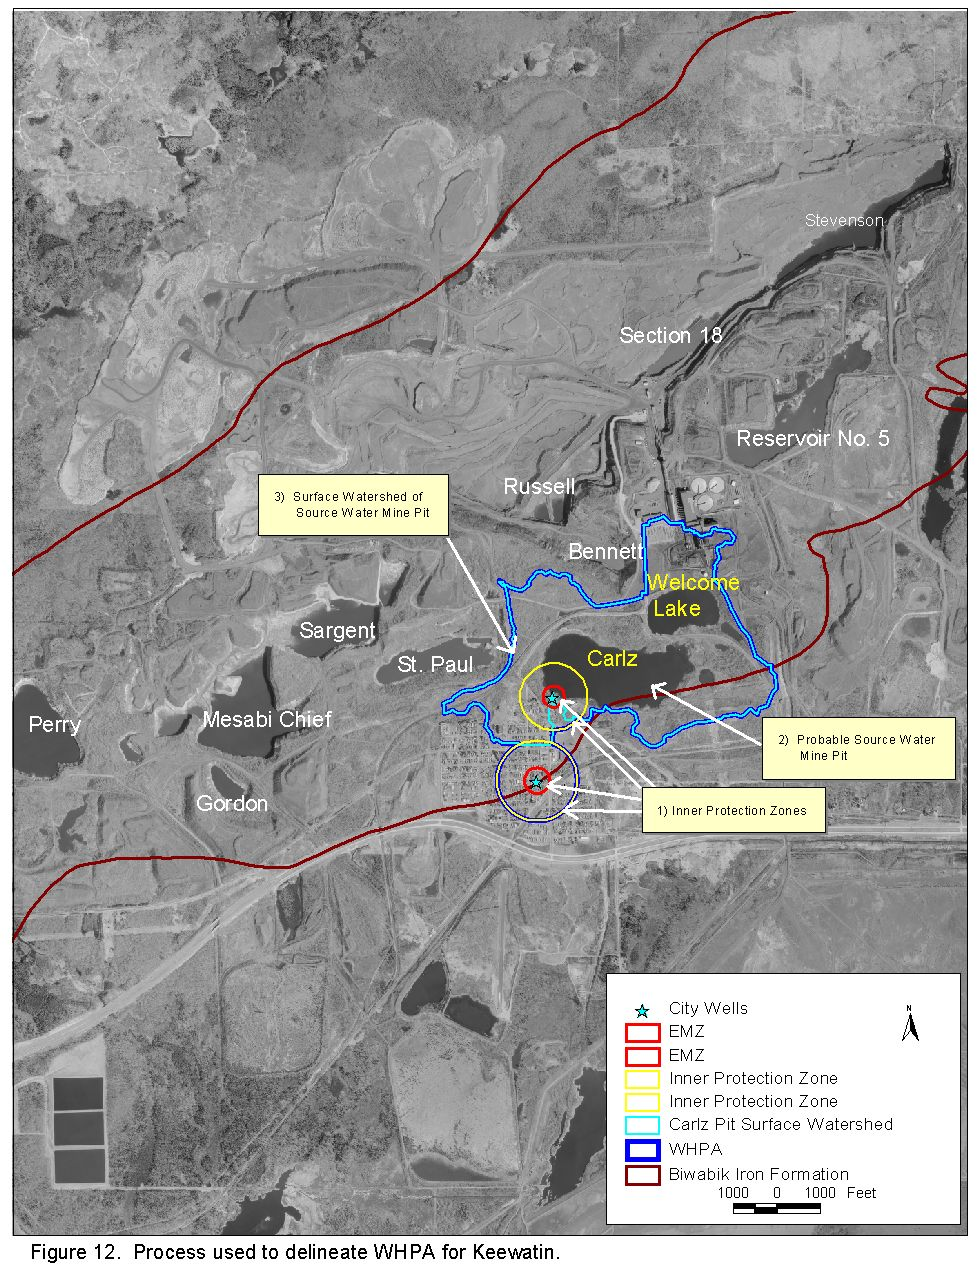 Stevenson
Section 18
Reservoir No. 5
Russell
3) Surface Watershed of
Source Water Mine Pit
Bennett
Welcome
Lake
Sargent
Carlz
St. Paul
Perry
Mesabi Chief
2) Probable Source Water
Mine Pit
Gordon
1) Inner Protection Zones
City Wells
N
EMZ
EMZ
Inner Protection Zone
Inner Protection Zone
Carlz Pit Surface Watershed
WHPA
Biwabik Iron Formation
1000 0 1000 Feet
Figure 12. Process used to delineate WHPA for Keewatin.